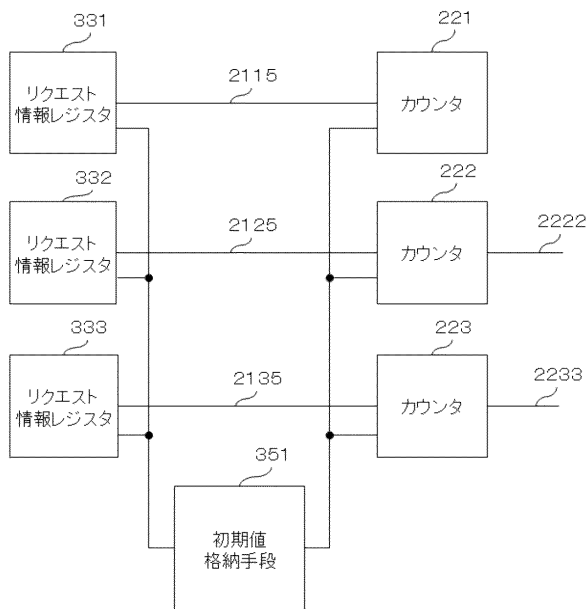 331
リクエスト
情報レジスタ
2115
221
カウンタ
332
リクエスト
情報レジスタ
2125
222
カウンタ
2222
333
リクエスト
情報レジスタ
2135
223
カウンタ
2233
351
初期値
格納手段